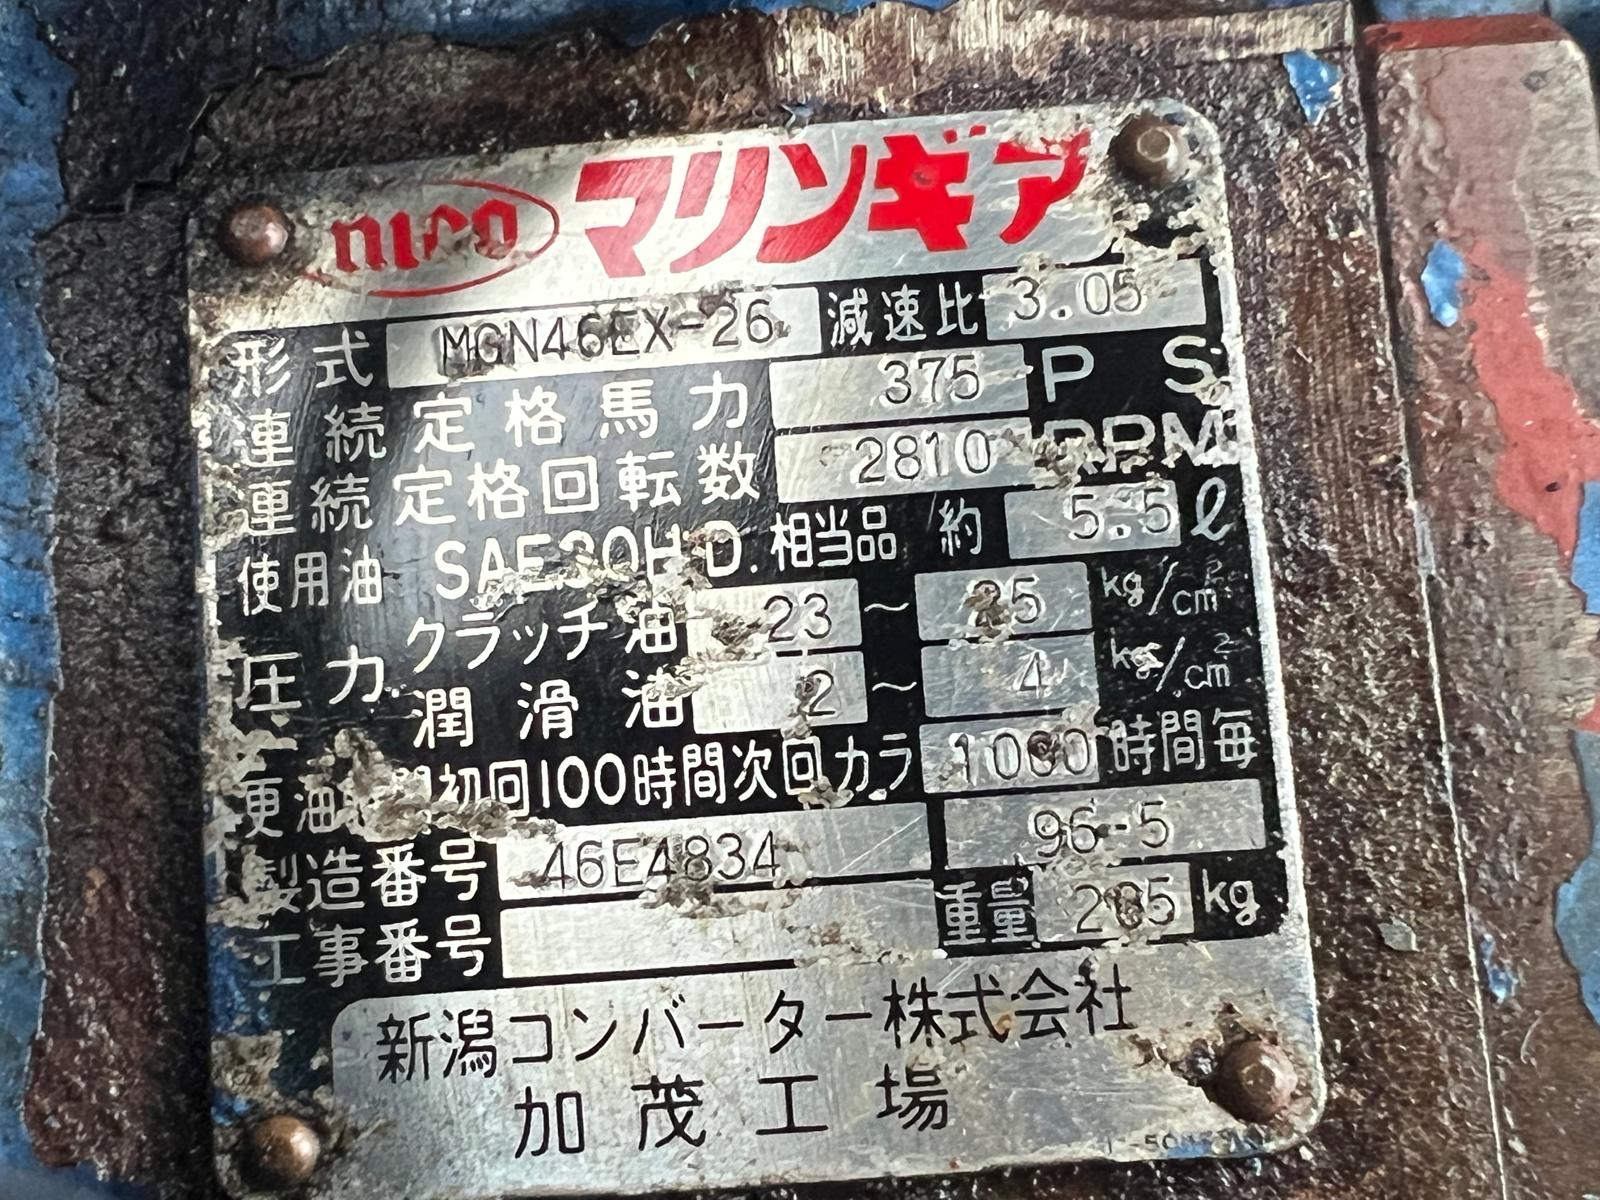 nico マリンギア
形式 MGN46EX-26 減速比 3.05
連続定格馬力 375 PS
連続定格回転数 2810 RPM
使用油 SAE30HD. 相当品 約 5.5 ℓ
圧力 クラッチ油 23 ～ 25 kg/cm²
潤滑油 2 ～ 4 kg/cm²
更油 初回100時間次回カラ 1000 時間毎
製造番号 46E4834 96-5
工事番号 重量 285 kg
新潟コンバーター株式会社
加茂工場